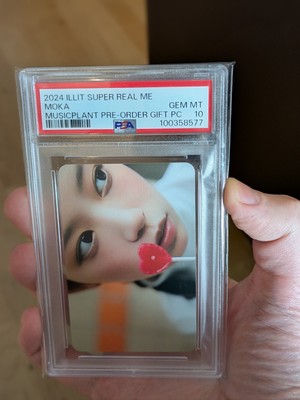 2024 ILLIT SUPER REAL ME
MOKA GEM MT
MUSICPLANT PRE-ORDER GIFT PC 10
PSA 100358577